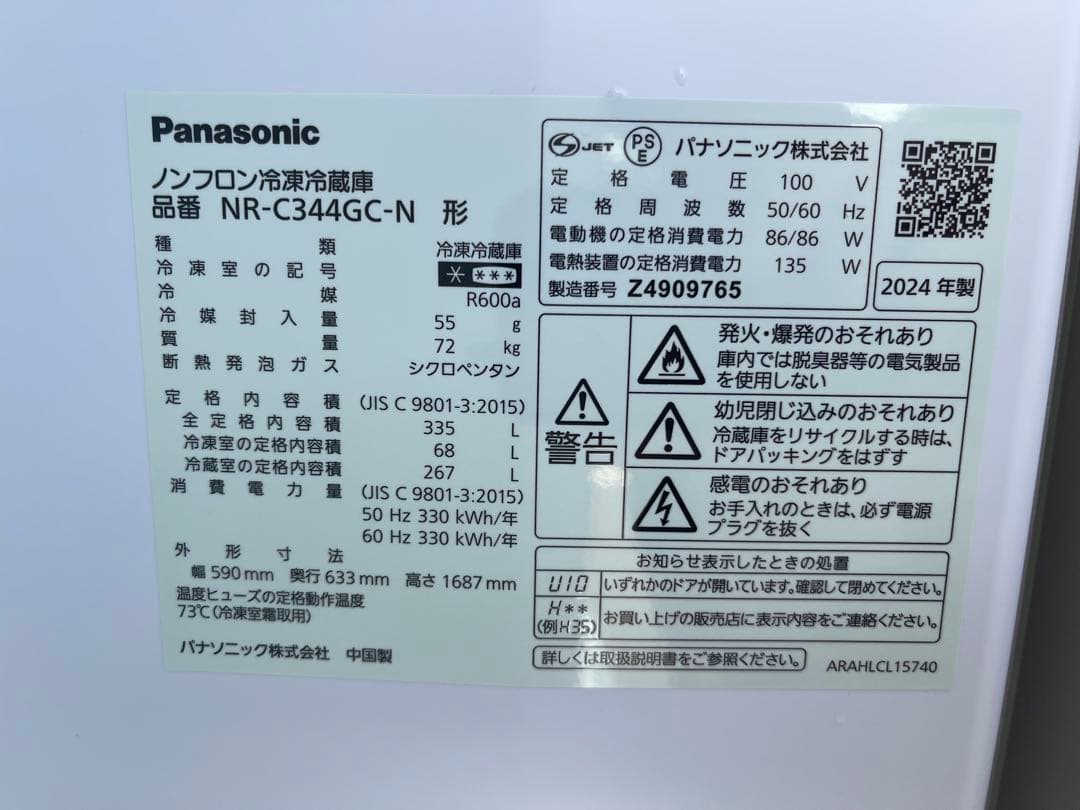 Panasonic
ノンフロン冷凍冷蔵庫
品番 NR-C344GC-N 形
種類 冷凍冷蔵庫
冷凍室の記号 * ***
冷媒 R600a
冷媒封入量 55 g
質量 72 kg
断熱発泡ガス シクロペンタン
定格内容積 (JIS C 9801-3:2015)
全定格内容積 335 L
冷凍室の定格内容積 68 L
冷蔵室の定格内容積 267 L
消費電力量 (JIS C 9801-3:2015)
50 Hz 330 kWh/年
60 Hz 330 kWh/年
外形寸法
幅 590 mm 奥行 633 mm 高さ 1687 mm
温度ヒューズの定格動作温度
73℃(冷凍室霜取用)
パナソニック株式会社 中国製
S JET PS E パナソニック株式会社
定格電圧 100 V
定格周波数 50/60 Hz
電動機の定格消費電力 86/86 W
電熱装置の定格消費電力 135 W
製造番号 Z4909765
2024 年製
警告
発火・爆発のおそれあり
庫内では脱臭器等の電気製品
を使用しない
幼児閉じ込みのおそれあり
冷蔵庫をリサイクルする時は、
ドアパッキングをはずす
感電のおそれあり
お手入れのときは、必ず電源
プラグを抜く
お知らせ表示したときの処置
U10 いずれかのドアが開いています。確認して閉めてください。
H** (例H35) お買い上げの販売店に表示内容をご連絡ください。
詳しくは取扱説明書をご参照ください。
ARAHLCL15740